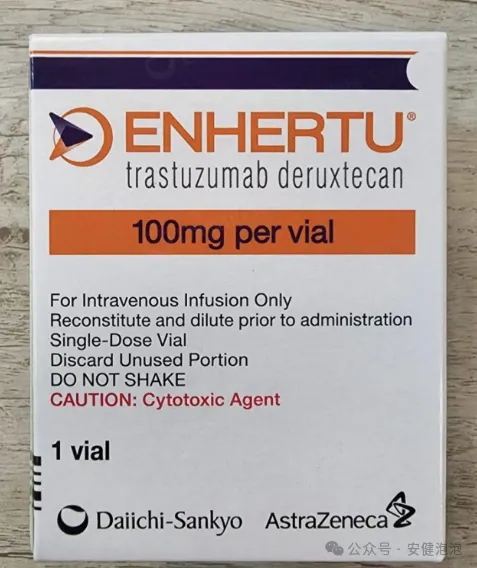 ENHERTU®
trastuzumab deruxtecan
100mg per vial
For Intravenous Infusion Only
Reconstitute and dilute prior to administration
Single-Dose Vial
Discard Unused Portion
DO NOT SHAKE
CAUTION: Cytotoxic Agent
1 vial
Daiichi-Sankyo AstraZeneca
公众号 · 安健泡泡